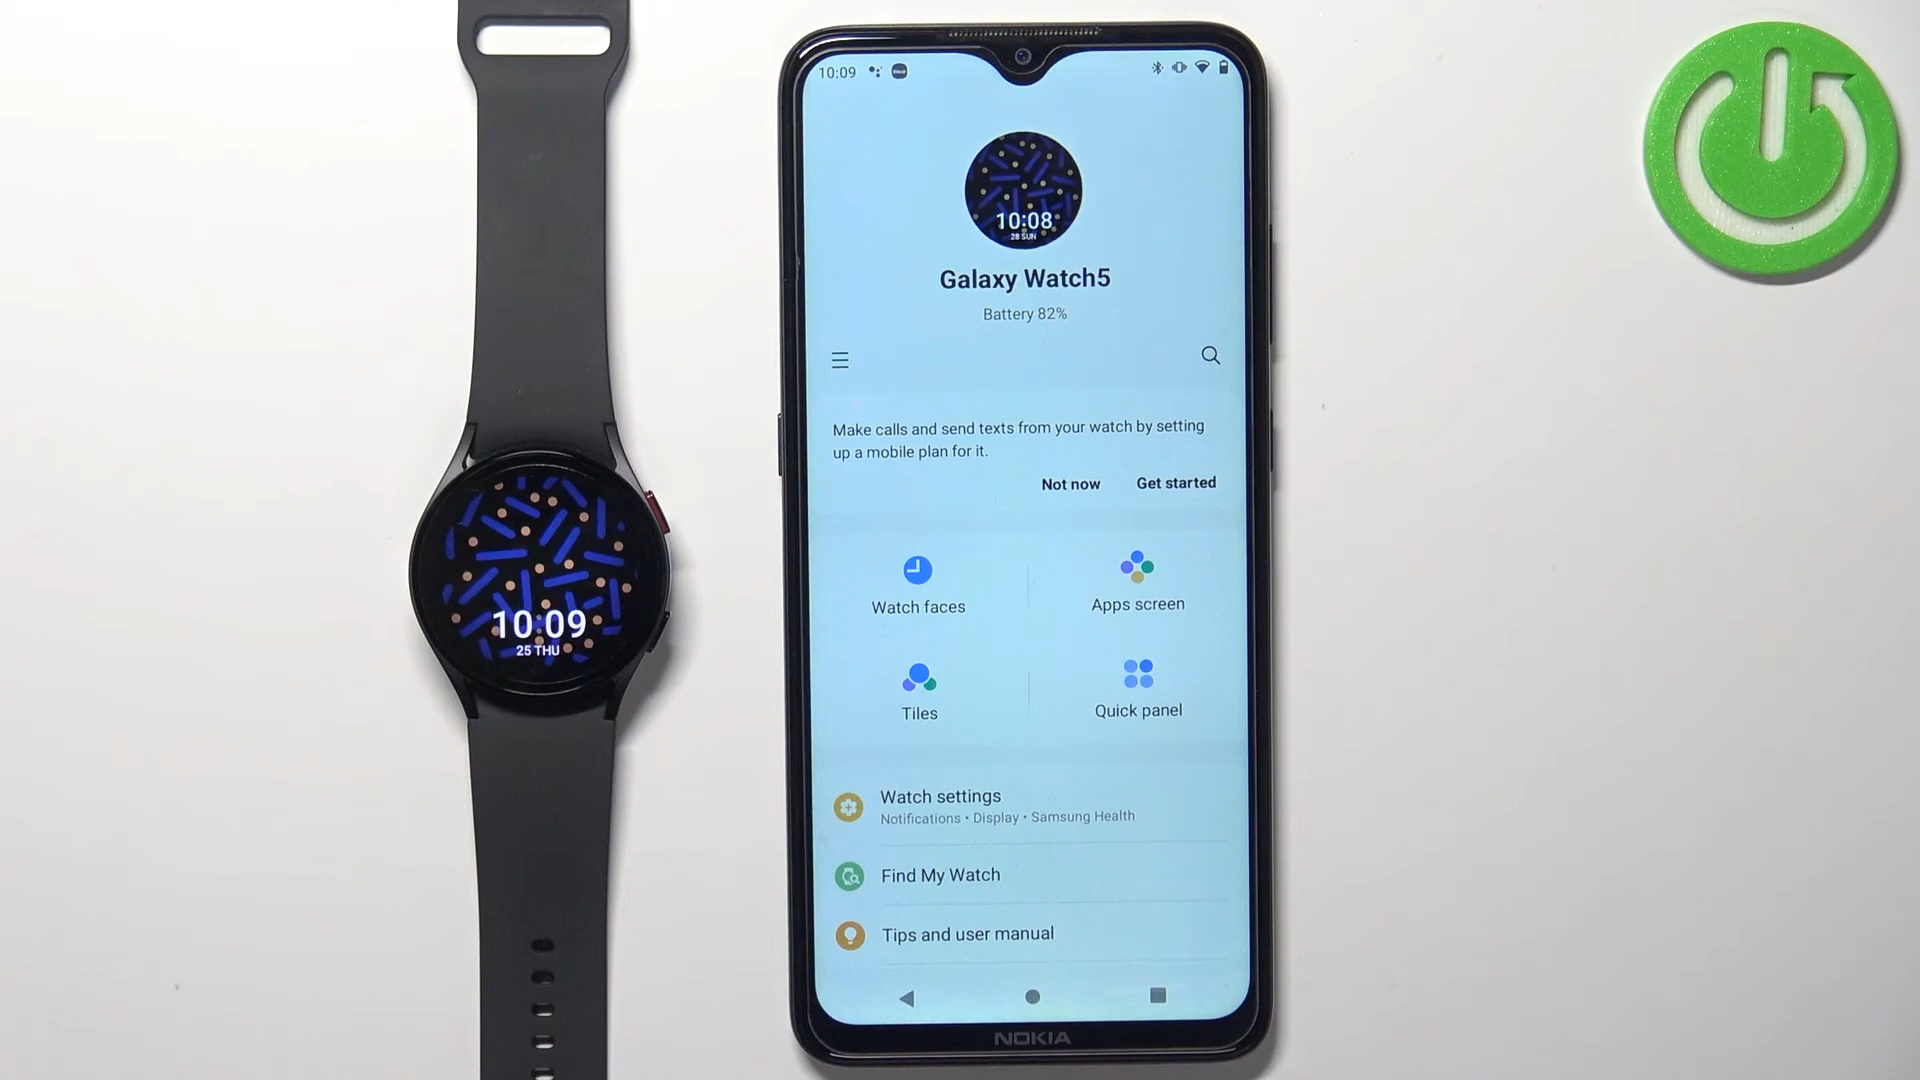 10:09
10:08
28 SUN
Galaxy Watch5
Battery 82%
Make calls and send texts from your watch by setting
up a mobile plan for it.
Not now
Get started
Watch faces
Apps screen
10:09
25 THU
Tiles
Quick panel
Watch settings
Notifications • Display • Samsung Health
Find My Watch
Tips and user manual
NOKIA